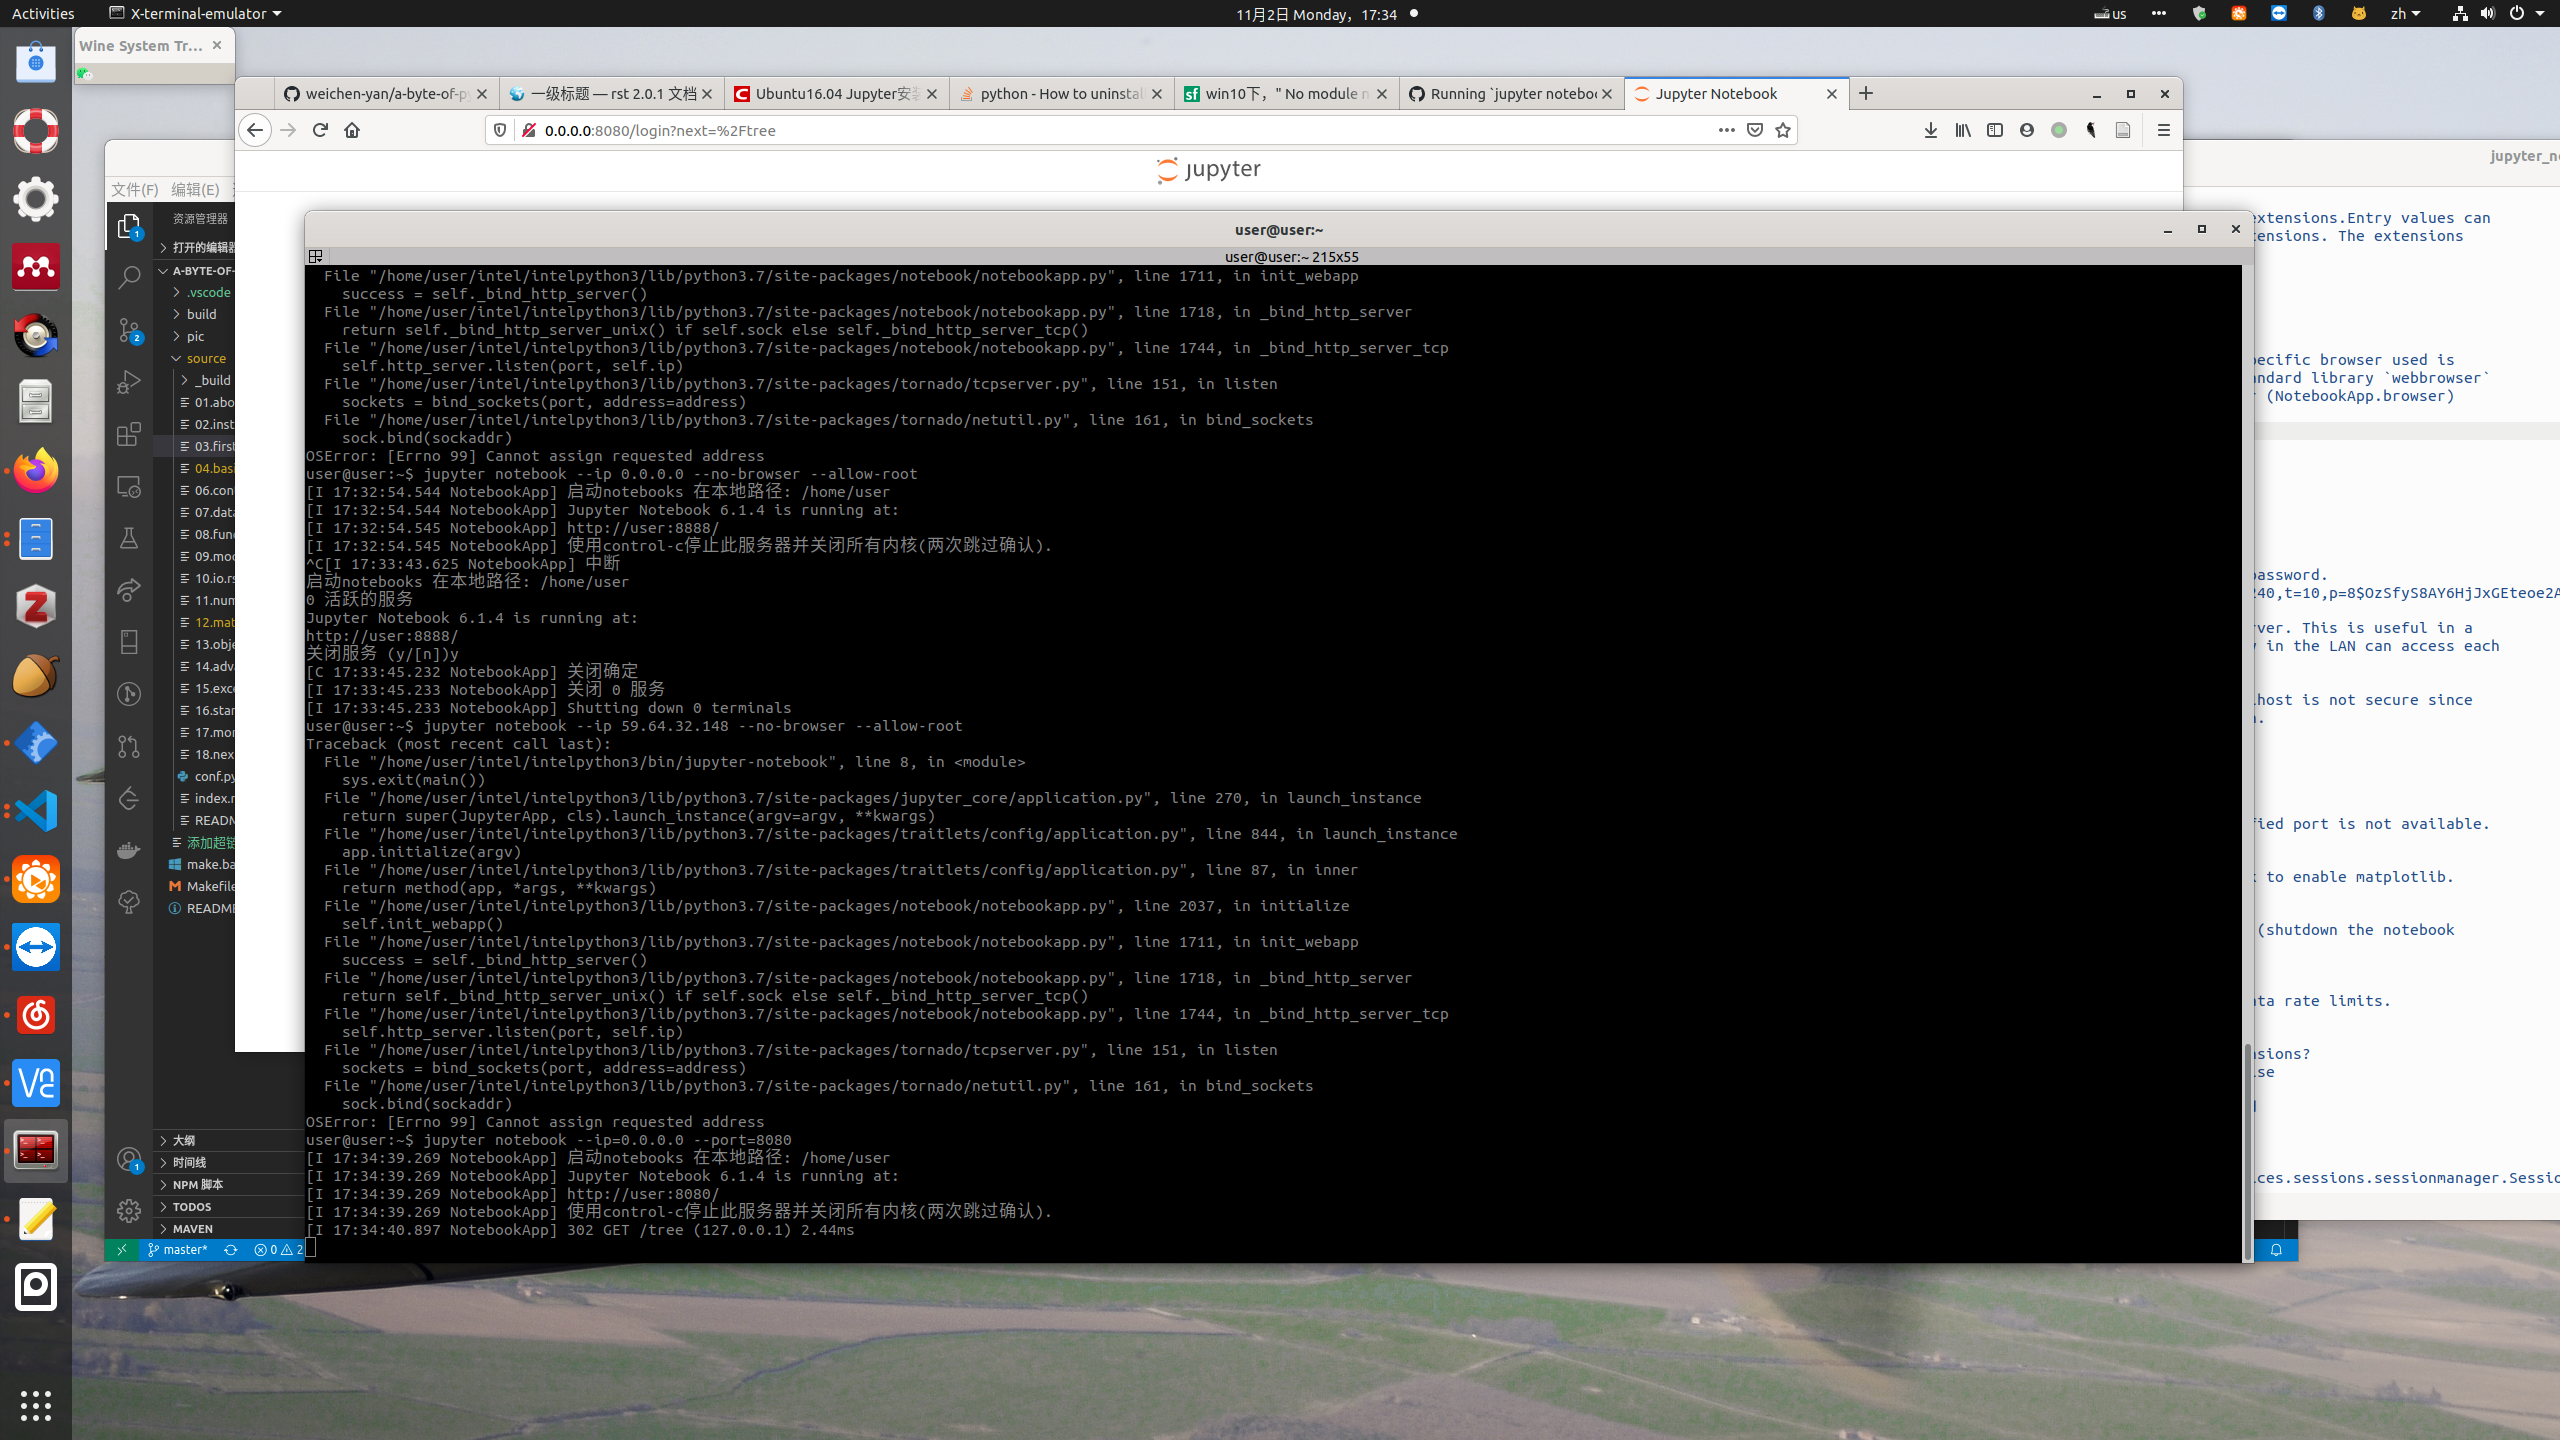 Activities
X-terminal-emulator
11月2日 Monday，17:34
us
zh
Wine System Tr...
weichen-yan/a-byte-of-py
一级标题 — rst 2.0.1 文档
Ubuntu16.04 Jupyter安装
python - How to uninstal
win10下，" No module n
Running `jupyter noteboo
Jupyter Notebook
0.0.0.0:8080/login?next=%2Ftree
jupyter
文件(F) 编辑(E)
资源管理器
打开的编辑器
A-BYTE-OF-
.vscode
build
pic
source
_build
01.abo
02.inst
03.first
04.basi
06.con
07.data
08.func
09.mod
10.io.rs
11.num
12.mat
13.obje
14.adva
15.exce
16.stan
17.mor
18.nex
conf.py
index.r
READM
添加超链
make.ba
Makefile
README
大纲
时间线
NPM 脚本
TODOS
MAVEN
master*
0
2
1
2
1
user@user:~
user@user:~ 215x55
File "/home/user/intel/intelpython3/lib/python3.7/site-packages/notebook/notebookapp.py", line 1711, in init_webapp
success = self._bind_http_server()
File "/home/user/intel/intelpython3/lib/python3.7/site-packages/notebook/notebookapp.py", line 1718, in _bind_http_server
return self._bind_http_server_unix() if self.sock else self._bind_http_server_tcp()
File "/home/user/intel/intelpython3/lib/python3.7/site-packages/notebook/notebookapp.py", line 1744, in _bind_http_server_tcp
self.http_server.listen(port, self.ip)
File "/home/user/intel/intelpython3/lib/python3.7/site-packages/tornado/tcpserver.py", line 151, in listen
sockets = bind_sockets(port, address=address)
File "/home/user/intel/intelpython3/lib/python3.7/site-packages/tornado/netutil.py", line 161, in bind_sockets
sock.bind(sockaddr)
OSError: [Errno 99] Cannot assign requested address
user@user:~$ jupyter notebook --ip 0.0.0.0 --no-browser --allow-root
[I 17:32:54.544 NotebookApp] 启动notebooks 在本地路径: /home/user
[I 17:32:54.544 NotebookApp] Jupyter Notebook 6.1.4 is running at:
[I 17:32:54.545 NotebookApp] http://user:8888/
[I 17:32:54.545 NotebookApp] 使用control-c停止此服务器并关闭所有内核(两次跳过确认).
^C[I 17:33:43.625 NotebookApp] 中断
启动notebooks 在本地路径: /home/user
0 活跃的服务
Jupyter Notebook 6.1.4 is running at:
http://user:8888/
关闭服务 (y/[n])y
[C 17:33:45.232 NotebookApp] 关闭确定
[I 17:33:45.233 NotebookApp] 关闭 0 服务
[I 17:33:45.233 NotebookApp] Shutting down 0 terminals
user@user:~$ jupyter notebook --ip 59.64.32.148 --no-browser --allow-root
Traceback (most recent call last):
File "/home/user/intel/intelpython3/bin/jupyter-notebook", line 8, in <module>
sys.exit(main())
File "/home/user/intel/intelpython3/lib/python3.7/site-packages/jupyter_core/application.py", line 270, in launch_instance
return super(JupyterApp, cls).launch_instance(argv=argv, **kwargs)
File "/home/user/intel/intelpython3/lib/python3.7/site-packages/traitlets/config/application.py", line 844, in launch_instance
app.initialize(argv)
File "/home/user/intel/intelpython3/lib/python3.7/site-packages/traitlets/config/application.py", line 87, in inner
return method(app, *args, **kwargs)
File "/home/user/intel/intelpython3/lib/python3.7/site-packages/notebook/notebookapp.py", line 2037, in initialize
self.init_webapp()
File "/home/user/intel/intelpython3/lib/python3.7/site-packages/notebook/notebookapp.py", line 1711, in init_webapp
success = self._bind_http_server()
File "/home/user/intel/intelpython3/lib/python3.7/site-packages/notebook/notebookapp.py", line 1718, in _bind_http_server
return self._bind_http_server_unix() if self.sock else self._bind_http_server_tcp()
File "/home/user/intel/intelpython3/lib/python3.7/site-packages/notebook/notebookapp.py", line 1744, in _bind_http_server_tcp
self.http_server.listen(port, self.ip)
File "/home/user/intel/intelpython3/lib/python3.7/site-packages/tornado/tcpserver.py", line 151, in listen
sockets = bind_sockets(port, address=address)
File "/home/user/intel/intelpython3/lib/python3.7/site-packages/tornado/netutil.py", line 161, in bind_sockets
sock.bind(sockaddr)
OSError: [Errno 99] Cannot assign requested address
user@user:~$ jupyter notebook --ip=0.0.0.0 --port=8080
[I 17:34:39.269 NotebookApp] 启动notebooks 在本地路径: /home/user
[I 17:34:39.269 NotebookApp] Jupyter Notebook 6.1.4 is running at:
[I 17:34:39.269 NotebookApp] http://user:8080/
[I 17:34:39.269 NotebookApp] 使用control-c停止此服务器并关闭所有内核(两次跳过确认).
[I 17:34:40.897 NotebookApp] 302 GET /tree (127.0.0.1) 2.44ms
jupyter_n
extensions.Entry values can
tensions. The extensions
pecific browser used is
andard library `webbrowser`
r (NotebookApp.browser)
password.
240,t=10,p=8$OzSfyS8AY6HjJxGEteoe2A
rver. This is useful in a
y in the LAN can access each
lhost is not secure since
n.
fied port is not available.
x to enable matplotlib.
(shutdown the notebook
ata rate limits.
nsions?
lse
ices.sessions.sessionmanager.Sessio